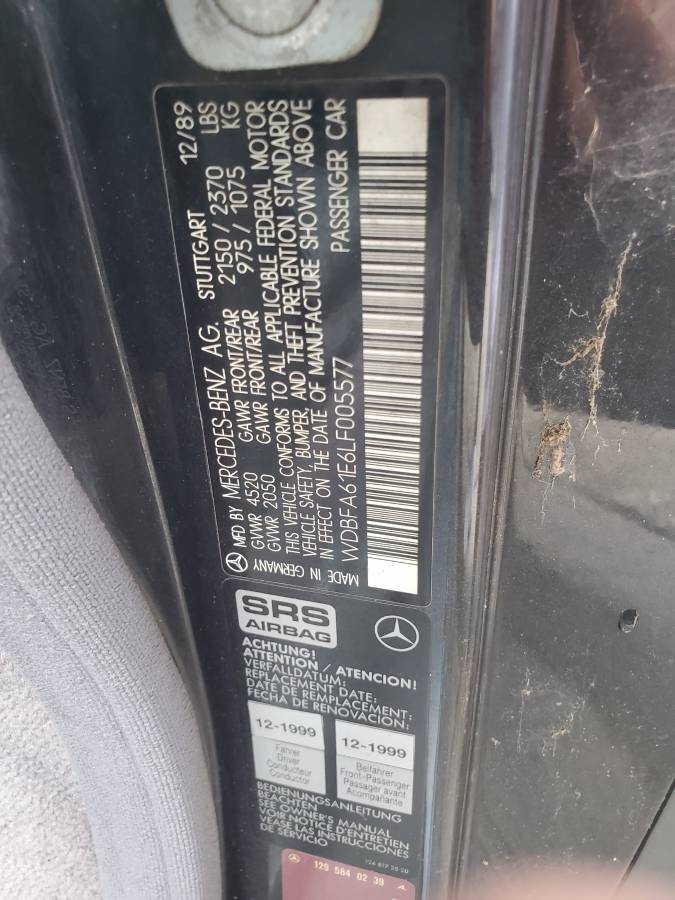 MFD BY MERCEDES-BENZ AG. STUTTGART 12/89
GVWR 4520 GAWR FRONT/REAR 2150 / 2370 LBS
GVWR 2050 GAWR FRONT/REAR 975 / 1075 KG
THIS VEHICLE CONFORMS TO ALL APPLICABLE FEDERAL MOTOR
VEHICLE SAFETY, BUMPER, AND THEFT PREVENTION STANDARDS
IN EFFECT ON THE DATE OF MANUFACTURE SHOWN ABOVE
WDBFA61E6LF005577 PASSENGER CAR
MADE IN GERMANY
SRS
AIRBAG
ACHTUNG!
ATTENTION / ATENCION!
VERFALLDATUM:
REPLACEMENT DATE:
DATE DE REMPLACEMENT:
FECHA DE RENOVACION:
12-1999
Fahrer
Driver
Conducteur
Conductor
12-1999
Beifahrer
Front-Passenger
Passager avant
Acompañante
BEDIENUNGSANLEITUNG
BEACHTEN
SEE OWNER'S MANUAL
VOIR NOTICE D'ENTRETIEN
VEASE LAS INSTRUCCIONES
DE SERVICIO
129 584 02 39